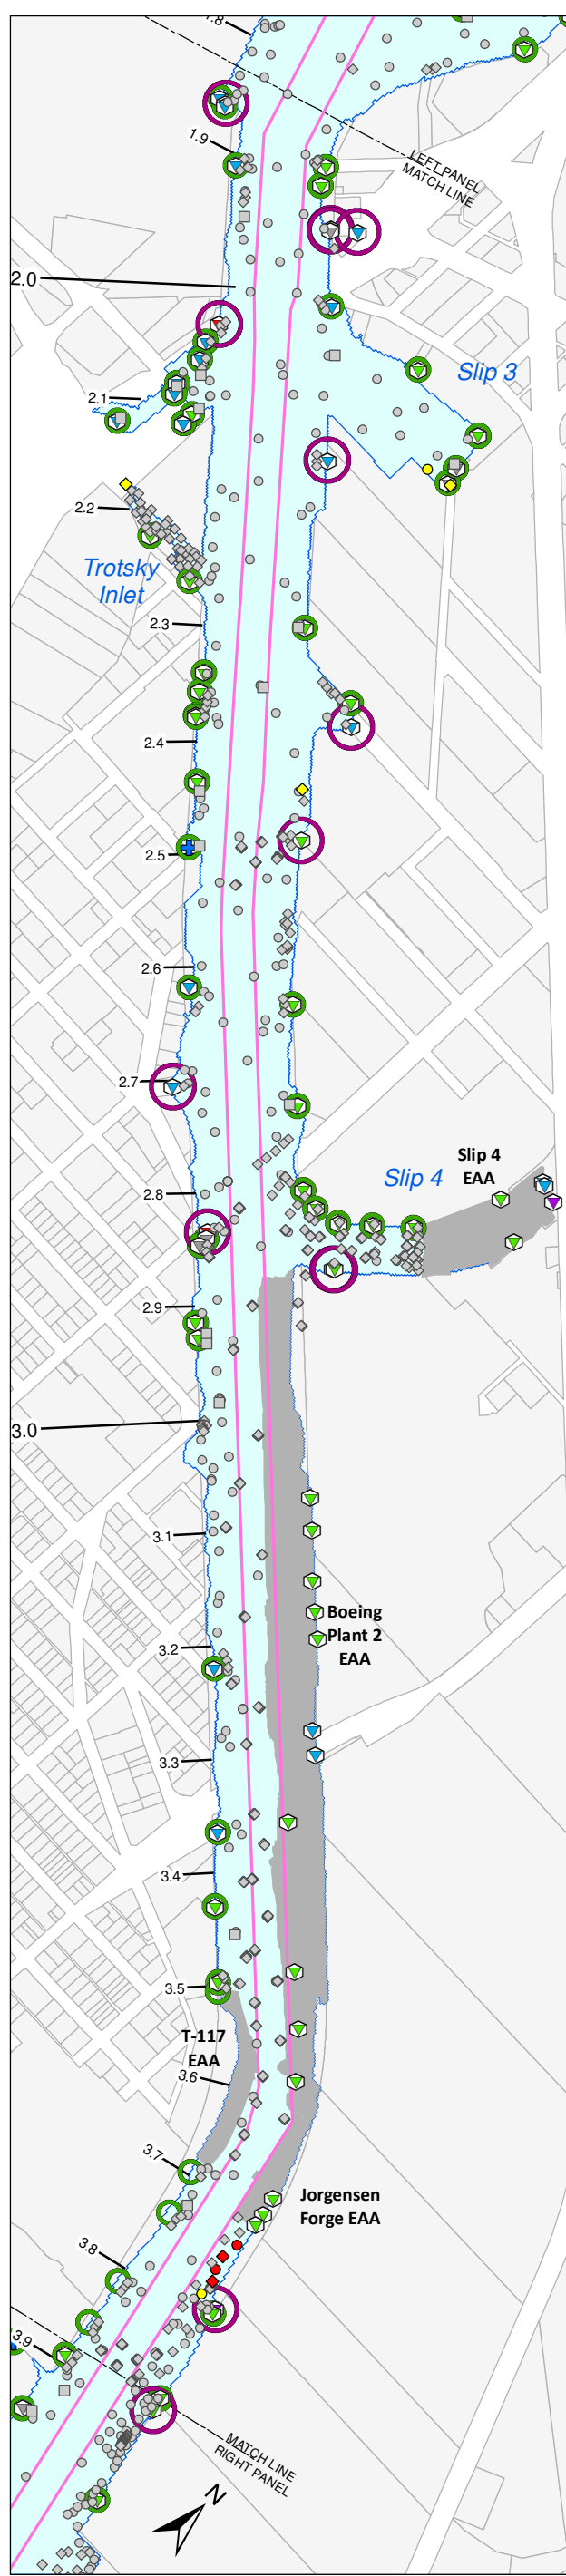 1.8
1.9
LEFT PANEL
MATCH LINE
2.0
Slip 3
2.1
2.2
Trotsky
Inlet
2.3
2.4
2.5
2.6
2.7
Slip 4
EAA
Slip 4
2.8
2.9
3.0
3.1
Boeing
Plant 2
EAA
3.2
3.3
3.4
3.5
T-117
EAA
3.6
3.7
Jorgensen
Forge EAA
3.8
3.9
MATCH LINE
RIGHT PANEL
N